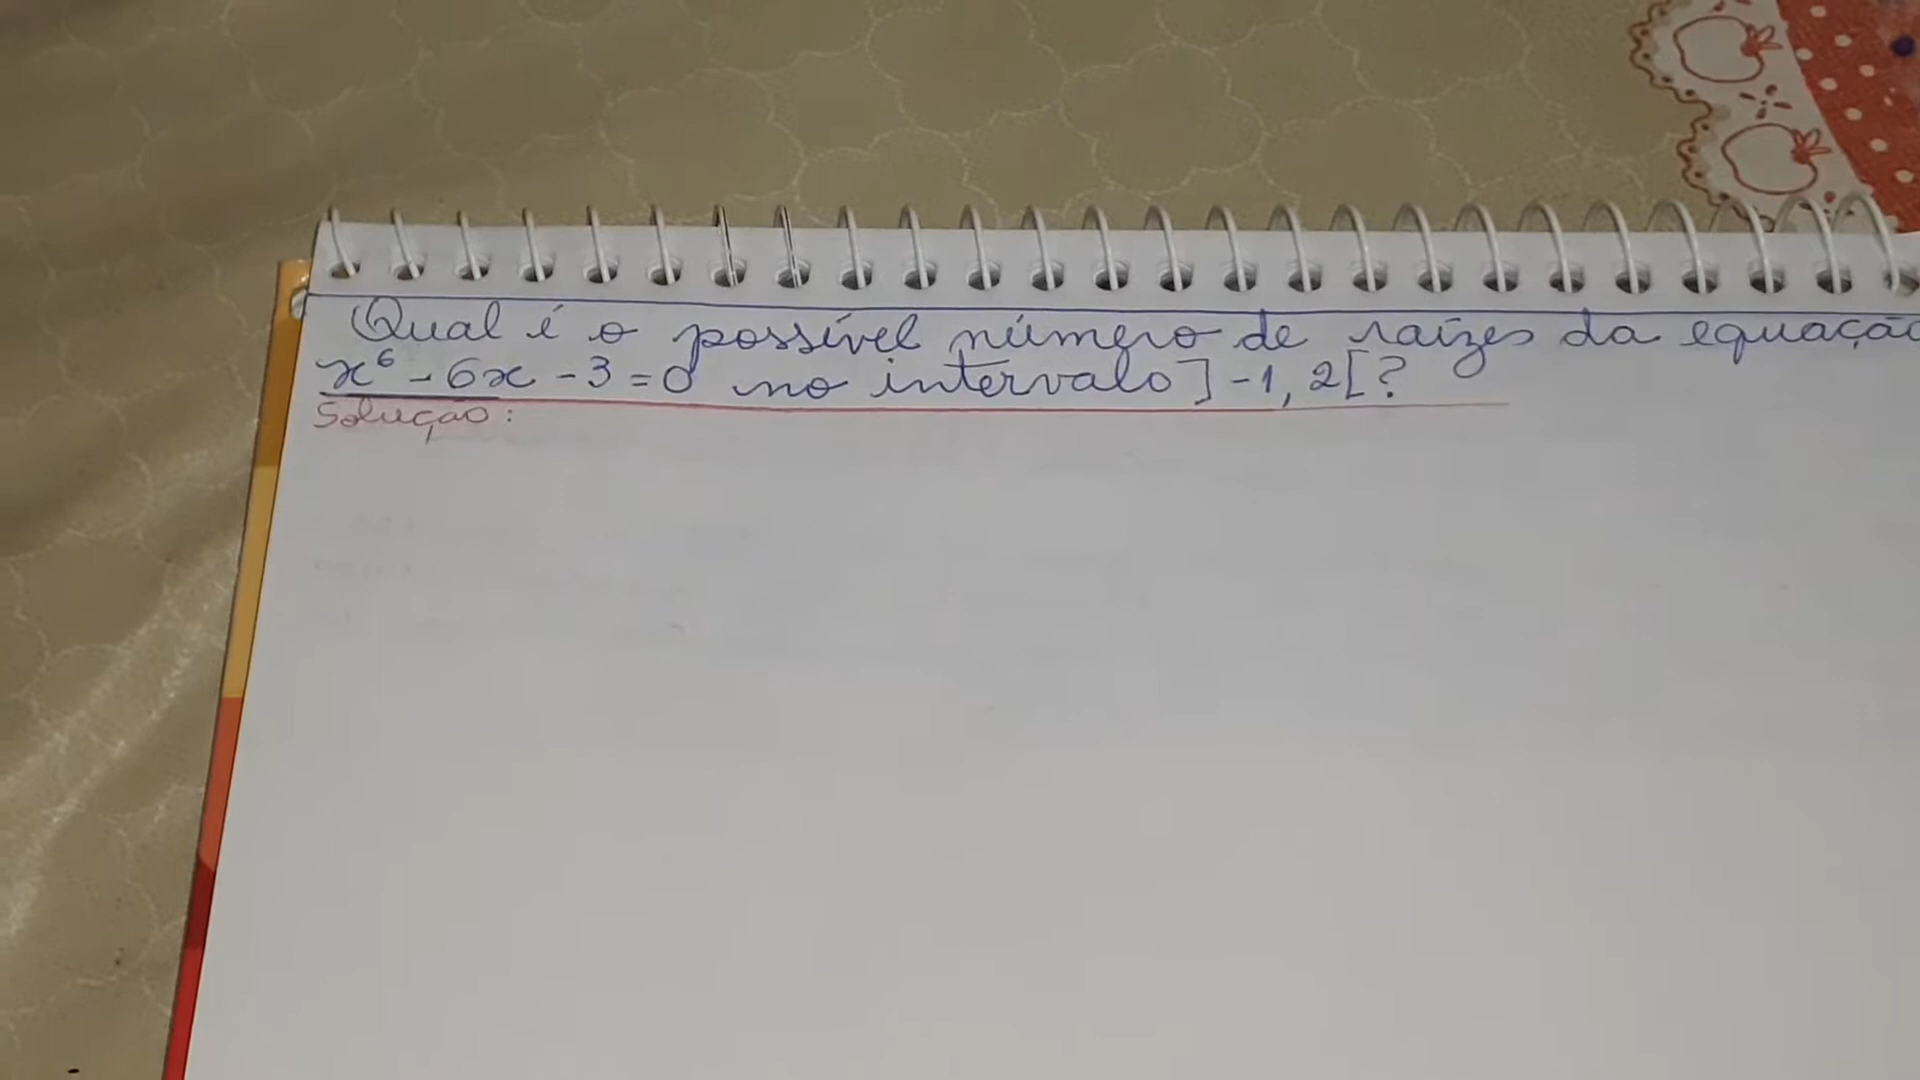 Qual é o possível número de raízes da equação
x⁶ - 6x - 3 = 0 no intervalo ] -1, 2[ ?
Solução: